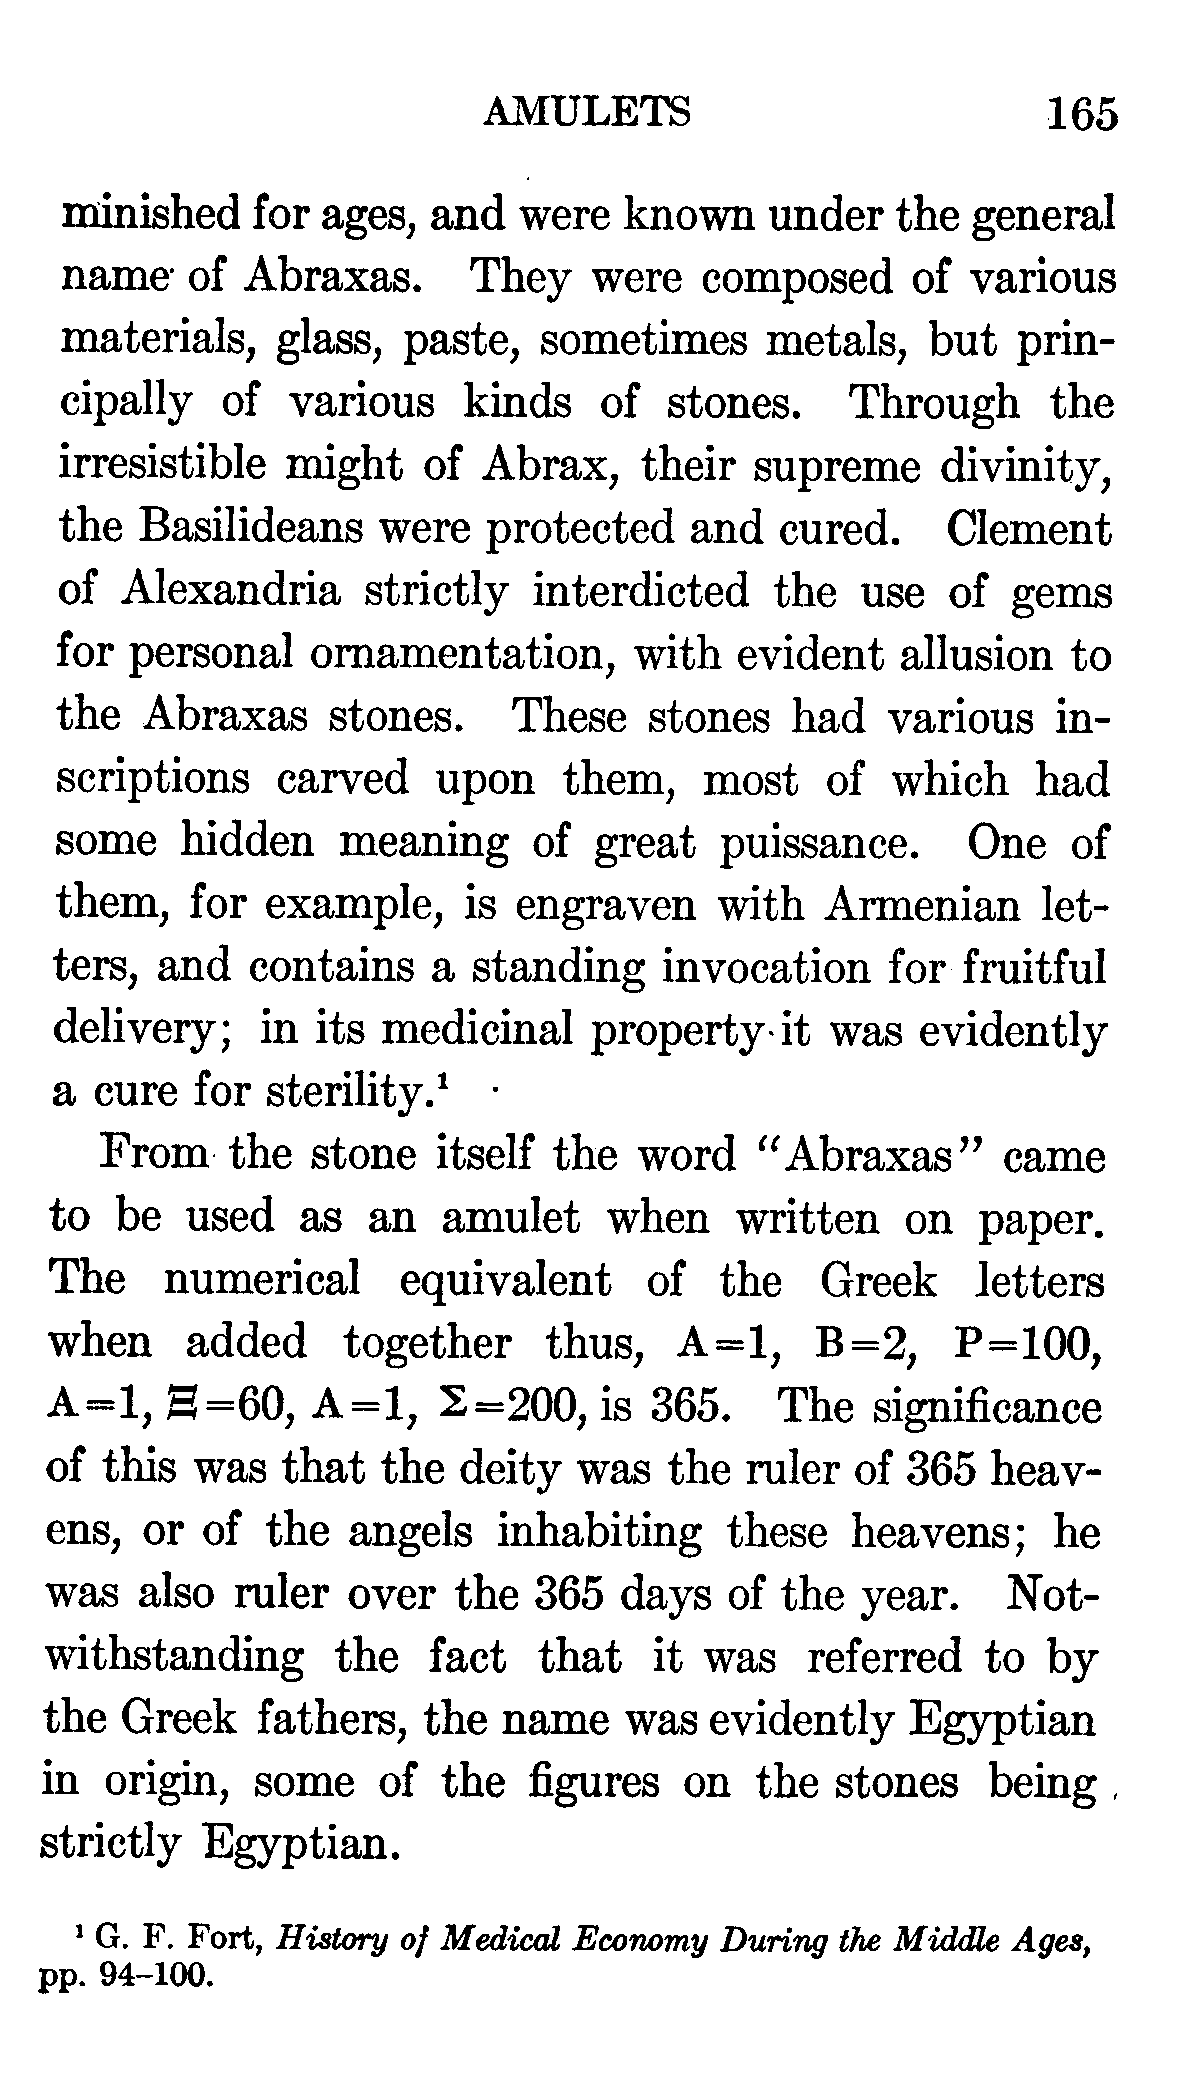 AMULETS 165
minished for ages, and were known under the general
name of Abraxas. They were composed of various
materials, glass, paste, sometimes metals, but prin-
cipally of various kinds of stones. Through the
irresistible might of Abrax, their supreme divinity,
the Basilideans were protected and cured. Clement
of Alexandria strictly interdicted the use of gems
for personal ornamentation, with evident allusion to
the Abraxas stones. These stones had various in-
scriptions carved upon them, most of which had
some hidden meaning of great puissance. One of
them, for example, is engraven with Armenian let-
ters, and contains a standing invocation for fruitful
delivery; in its medicinal property it was evidently
a cure for sterility.¹
From the stone itself the word “Abraxas” came
to be used as an amulet when written on paper.
The numerical equivalent of the Greek letters
when added together thus, Α=1, Β=2, Ρ=100,
Α=1, Ξ=60, Α=1, Σ=200, is 365. The significance
of this was that the deity was the ruler of 365 heav-
ens, or of the angels inhabiting these heavens; he
was also ruler over the 365 days of the year. Not-
withstanding the fact that it was referred to by
the Greek fathers, the name was evidently Egyptian
in origin, some of the figures on the stones being
strictly Egyptian.
¹ G. F. Fort, History of Medical Economy During the Middle Ages,
pp. 94–100.